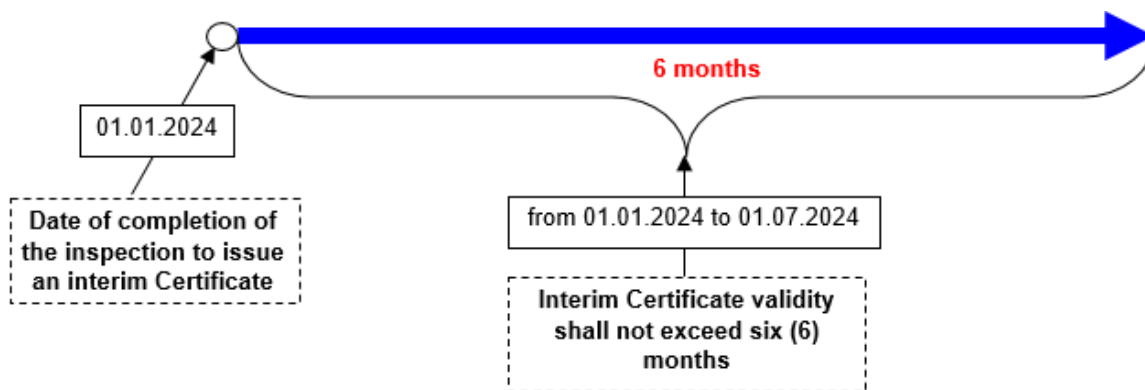 6 months
01.01.2024
Date of completion of
the inspection to issue
an interim Certificate
from 01.01.2024 to 01.07.2024
Interim Certificate validity
shall not exceed six (6)
months